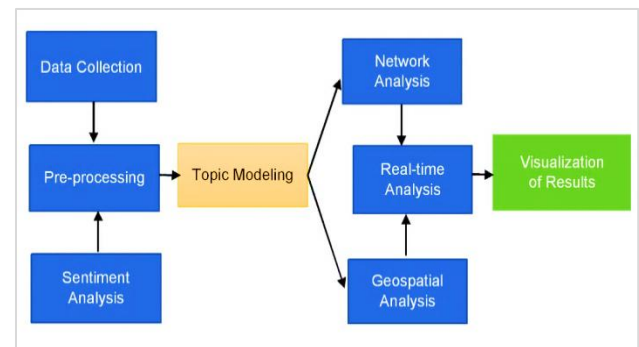 Data Collection
Pre-processing
Sentiment
Analysis
Topic Modeling
Network
Analysis
Real-time
Analysis
Geospatial
Analysis
Visualization
of Results